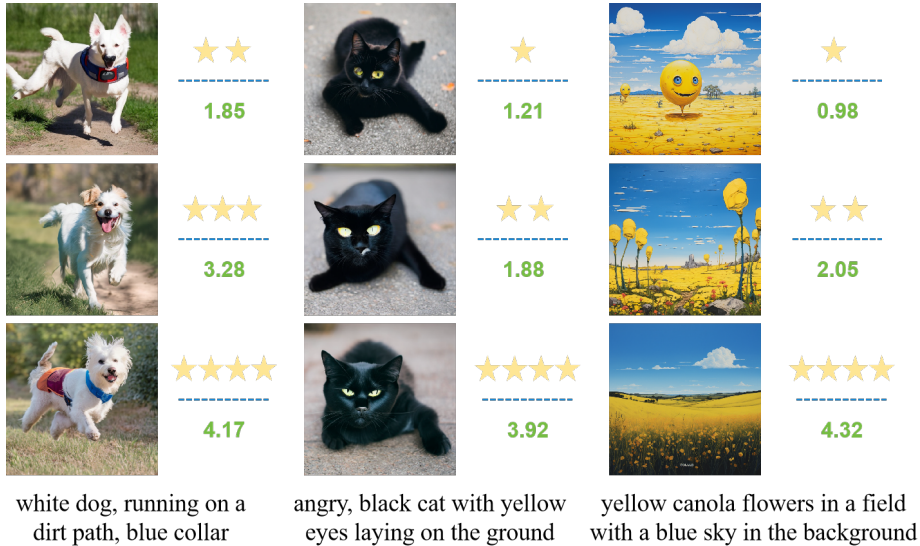 1.85
1.21
0.98
3.28
1.88
2.05
4.17
3.92
4.32
white dog, running on a
dirt path, blue collar
angry, black cat with yellow
eyes laying on the ground
yellow canola flowers in a field
with a blue sky in the background